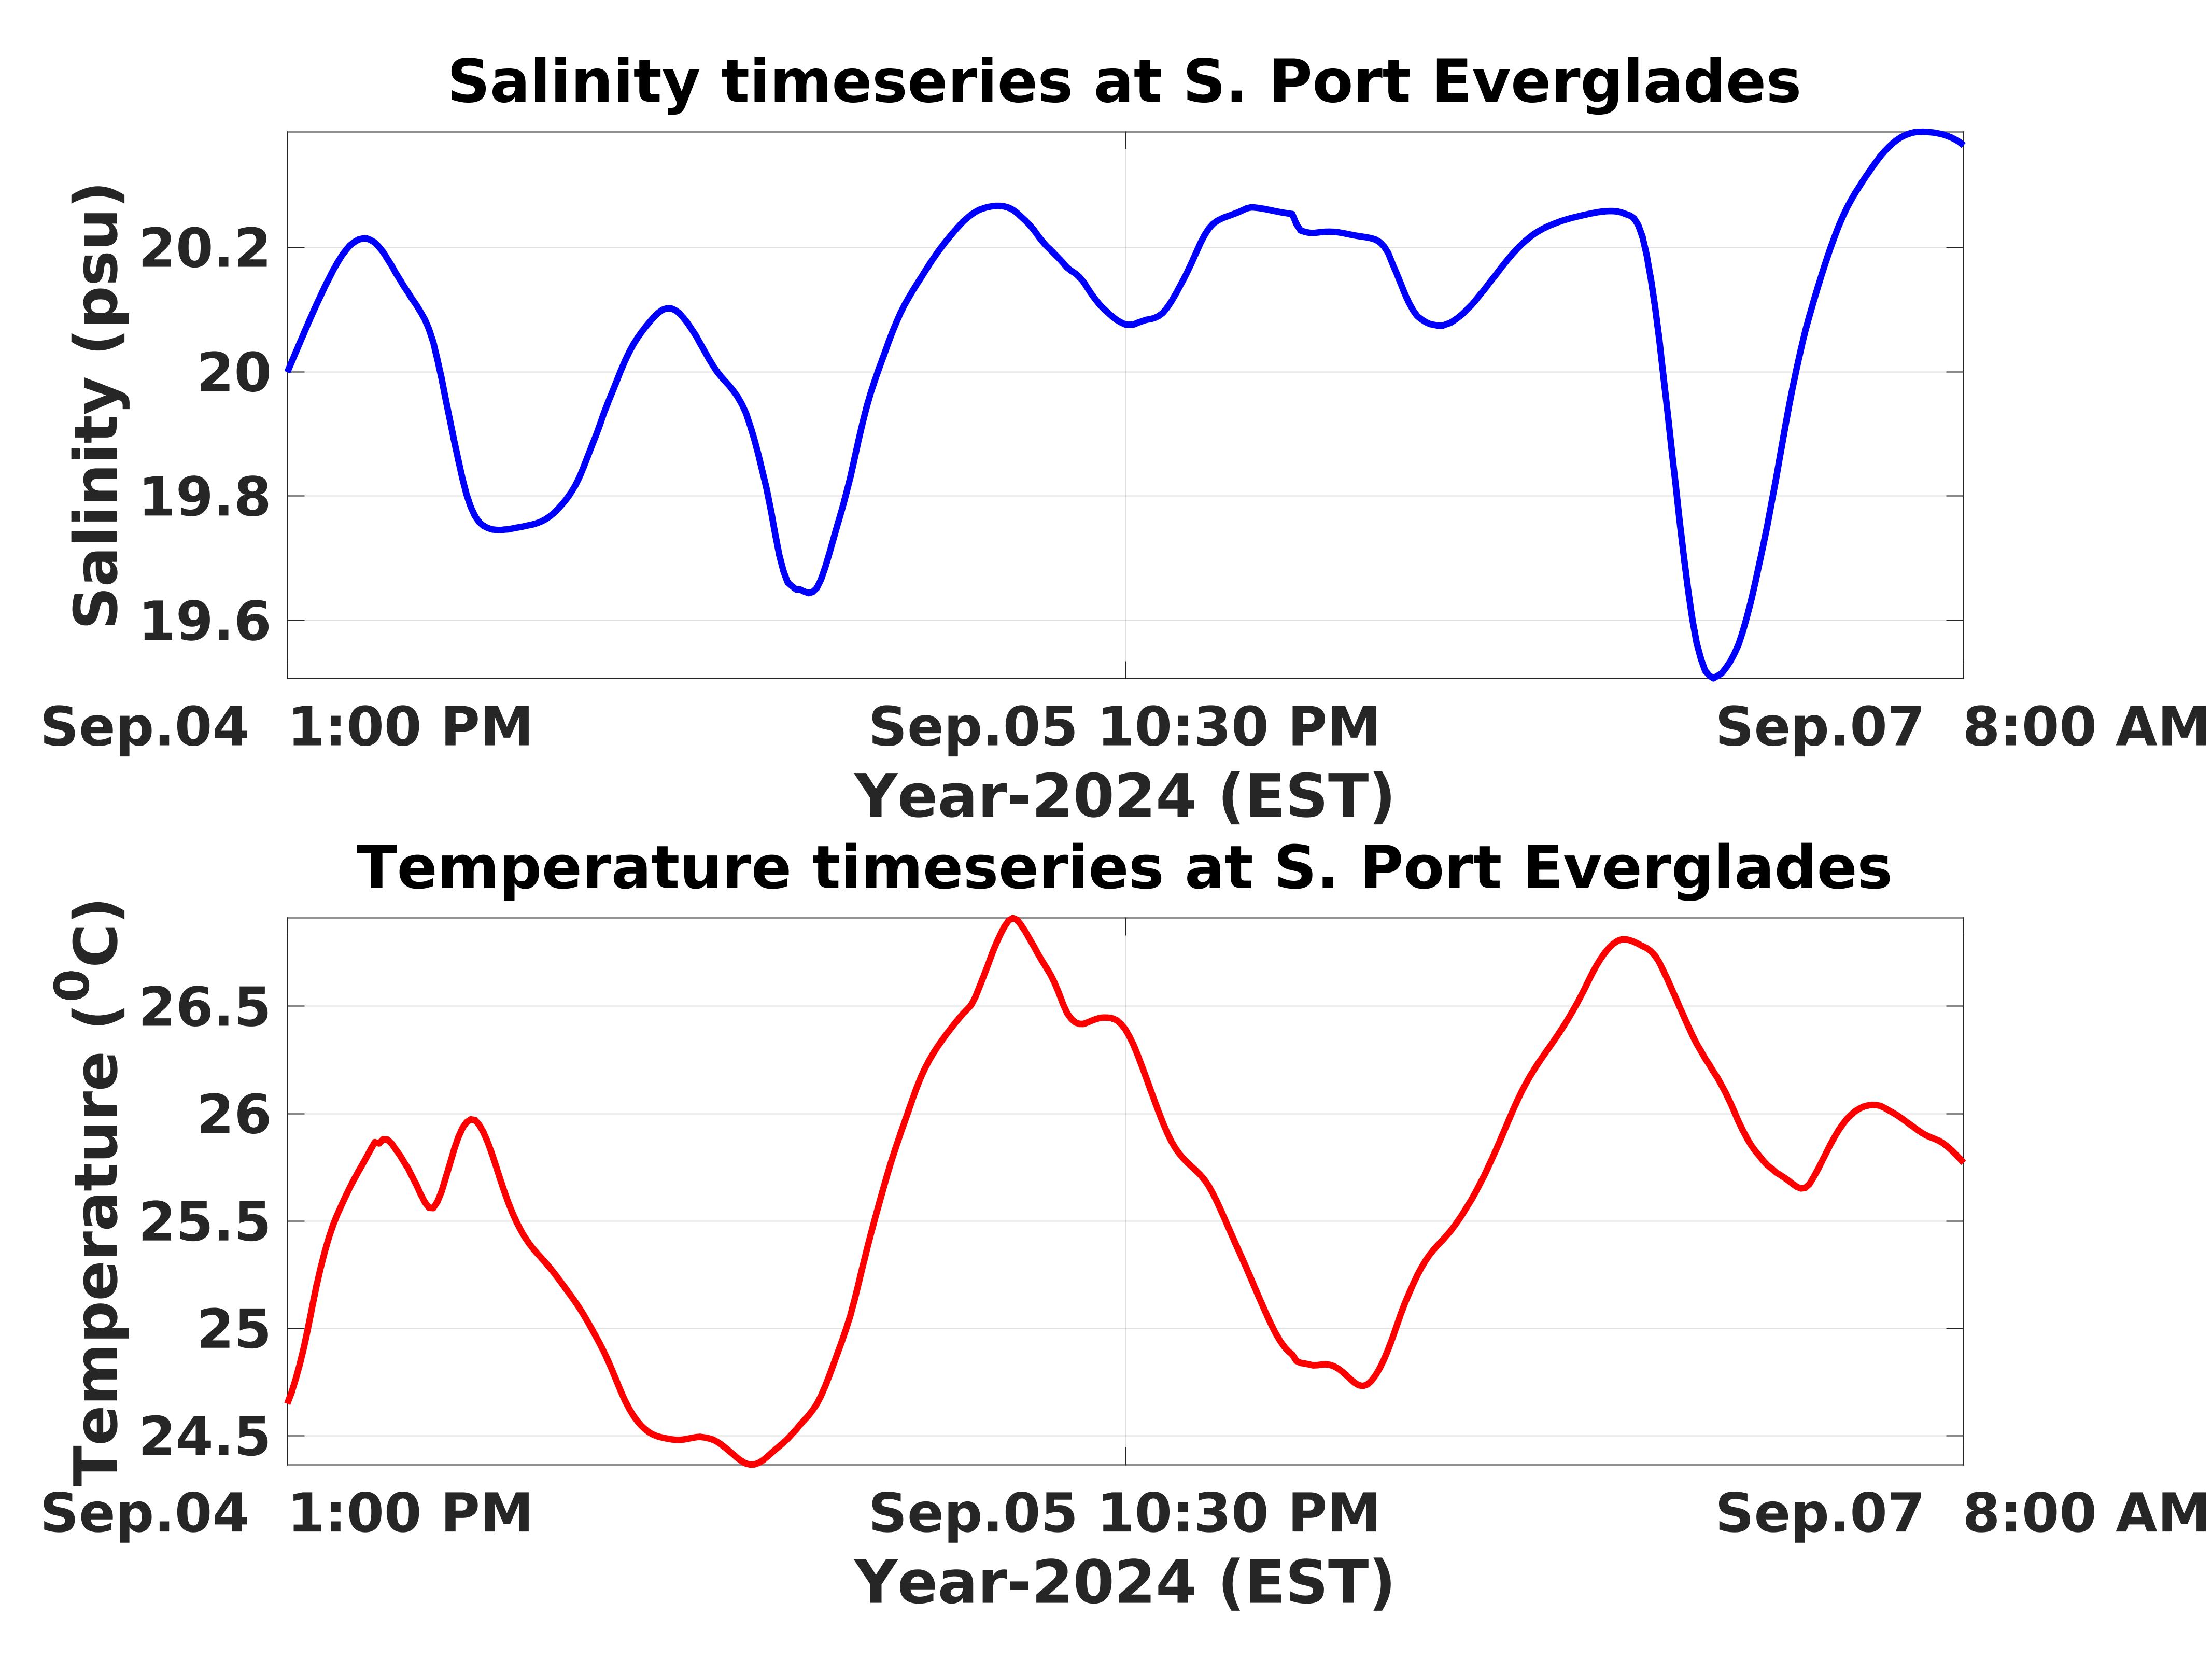 Salinity timeseries at S. Port Everglades
Salinity (psu)
20.2
20
19.8
19.6
Sep.04 1:00 PM Sep.05 10:30 PM Sep.07 8:00 AM
Year-2024 (EST)
Temperature timeseries at S. Port Everglades
Temperature (⁰C)
26.5
26
25.5
25
24.5
Sep.04 1:00 PM Sep.05 10:30 PM Sep.07 8:00 AM
Year-2024 (EST)